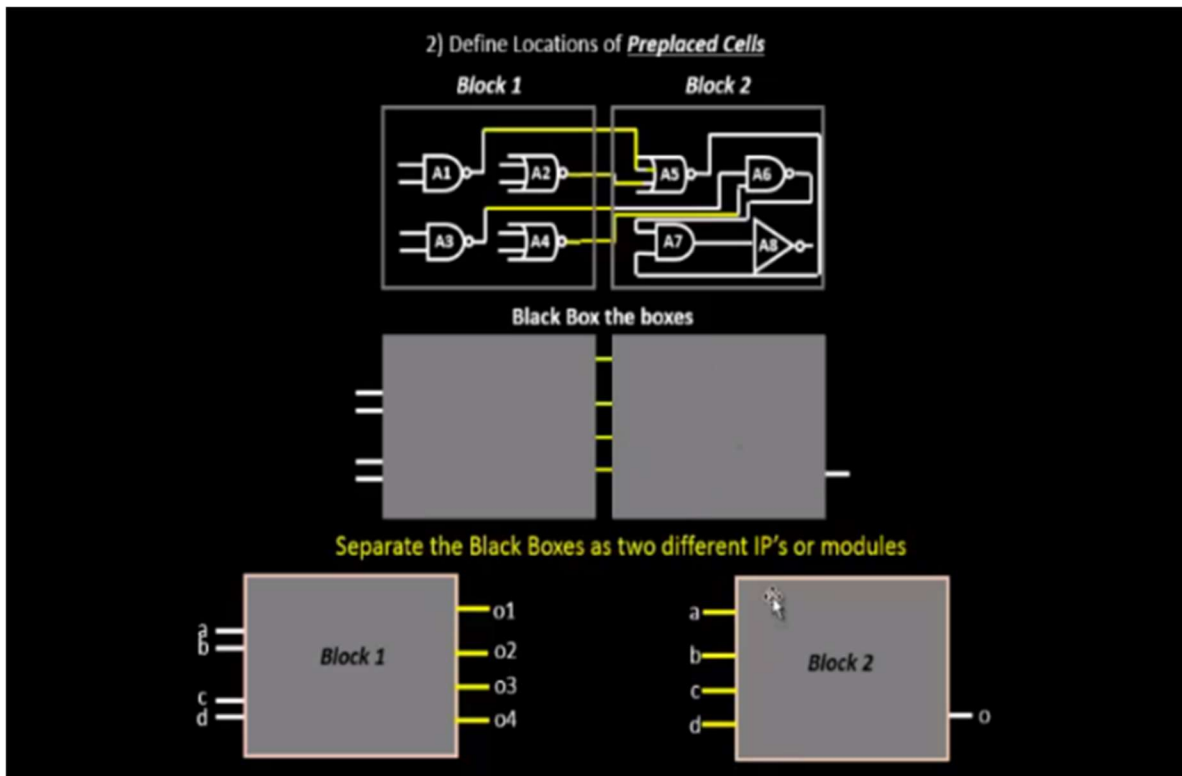 2) Define Locations of Preplaced Cells
Block 1 Block 2
A1 A2 A5 A6
A3 A4 A7 A8
Black Box the boxes
Separate the Black Boxes as two different IP's or modules
a
b
c
d
Block 1
o1
o2
o3
o4
a
b
c
d
Block 2
o